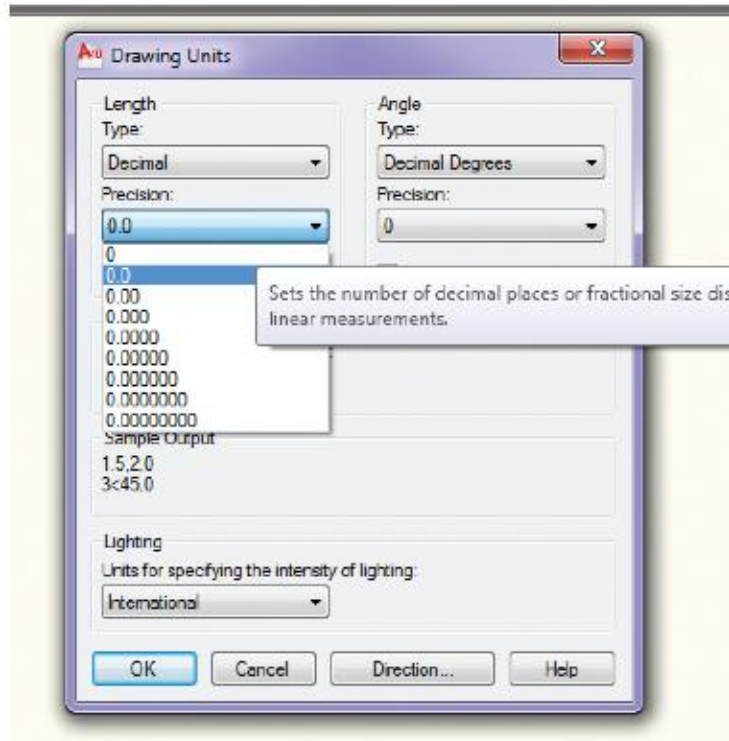 Drawing Units
Length
Type:
Decimal
Precision:
0.0
0
0.0
0.00
0.000
0.0000
0.00000
0.000000
0.0000000
0.00000000
Angle
Type:
Decimal Degrees
Precision:
0
Sets the number of decimal places or fractional size dis
linear measurements.
Sample Output
1.5,2.0
3<45,0
Lighting
Units for specifying the intensity of lighting:
International
OK Cancel Direction... Help